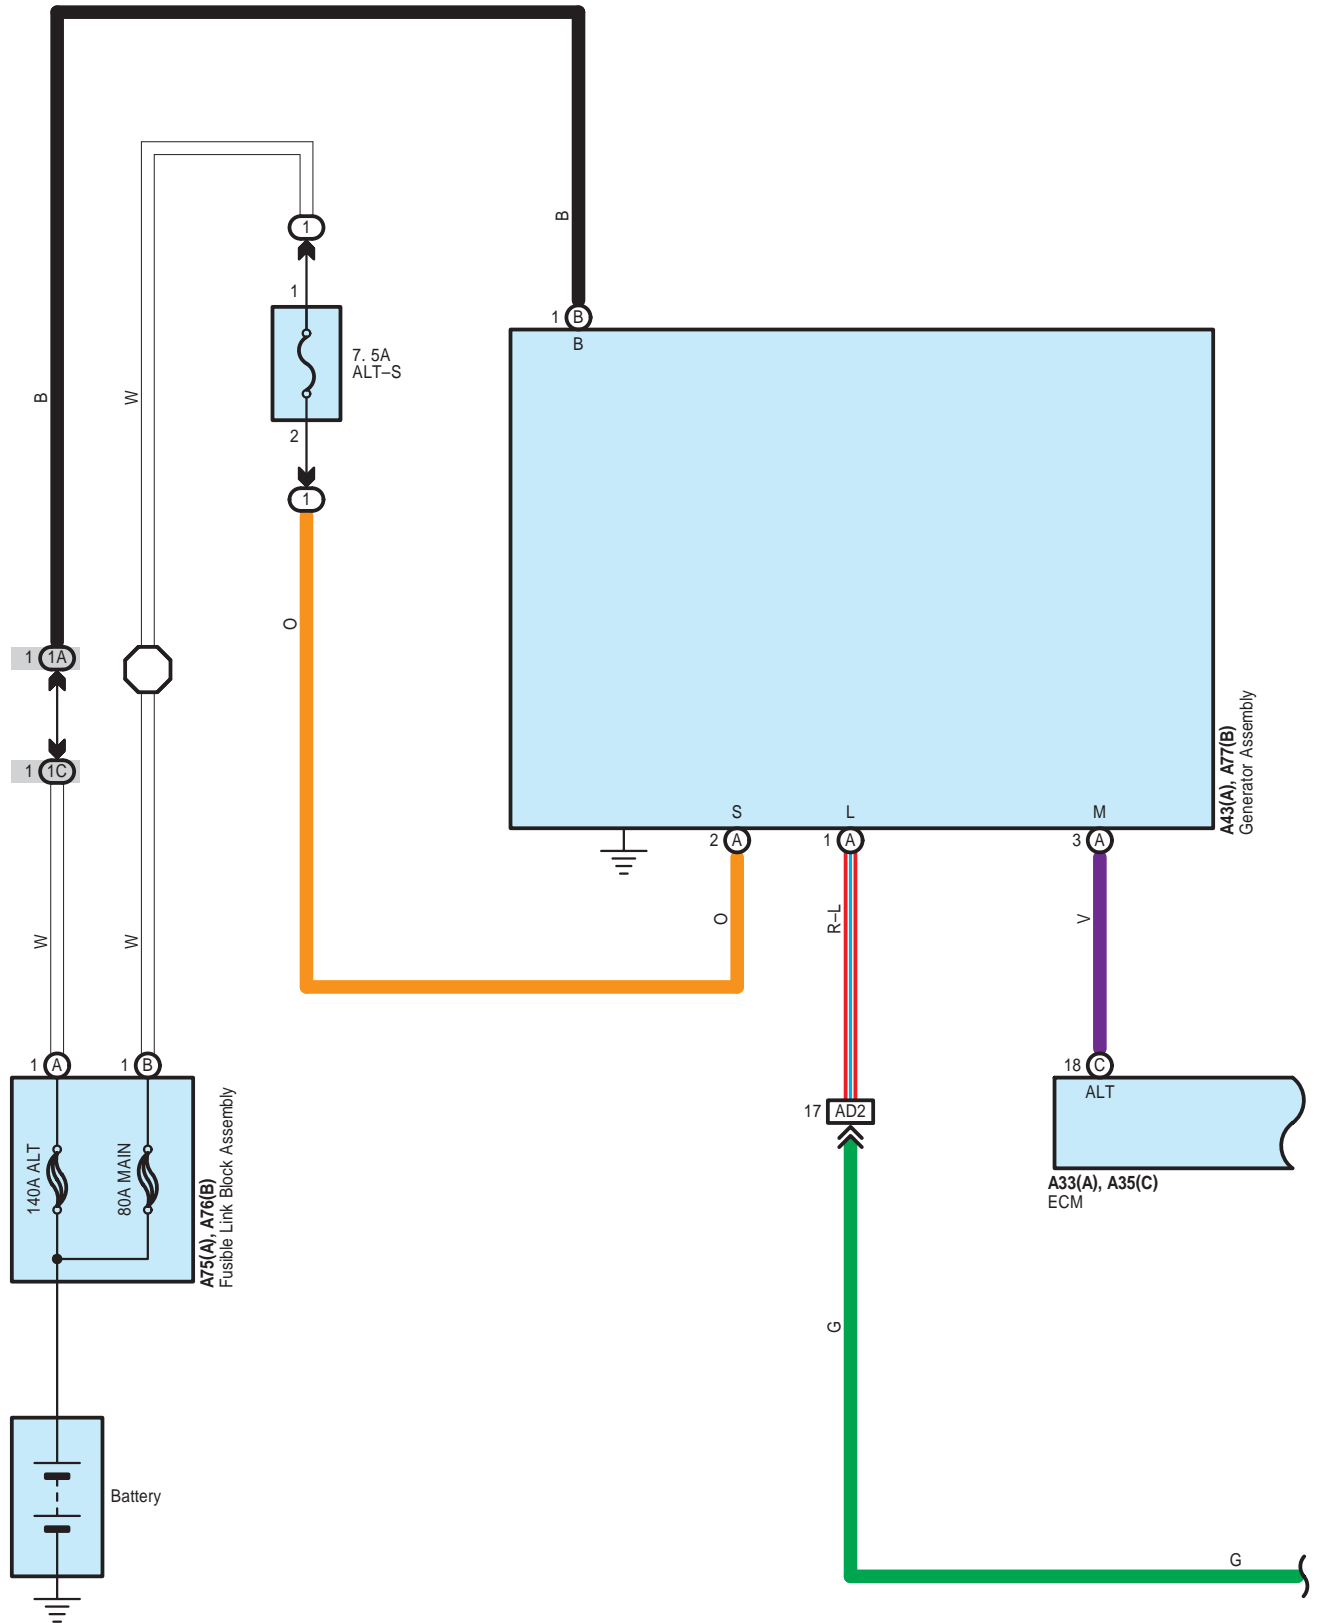 1
1
7. 5A
ALT–S
2
1
B
W
B
1 B
B
O
1 1A
1 1C
W
W
S
L
M
2 A
1 A
3 A
A43(A), A77(B)
Generator Assembly
O
R–L
V
1 A
1 B
140A ALT
80A MAIN
A75(A), A76(B)
Fusible Link Block Assembly
18 C
ALT
A33(A), A35(C)
ECM
17 AD2
G
Battery
G